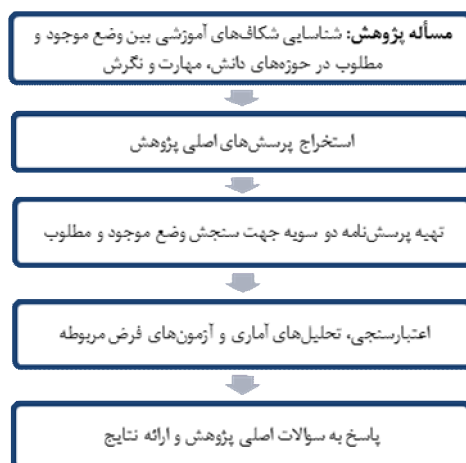 مسأله پژوهش: شناسایی شکاف‌های آموزشی بین وضع موجود و
مطلوب در حوزه‌های دانش، مهارت و نگرش
استخراج پرسش‌های اصلی پژوهش
تهیه پرسش‌نامه دو سویه جهت سنجش وضع موجود و مطلوب
اعتبارسنجی، تحلیل‌های آماری و آزمون‌های فرض مربوطه
پاسخ به سوالات اصلی پژوهش و ارائه نتایج